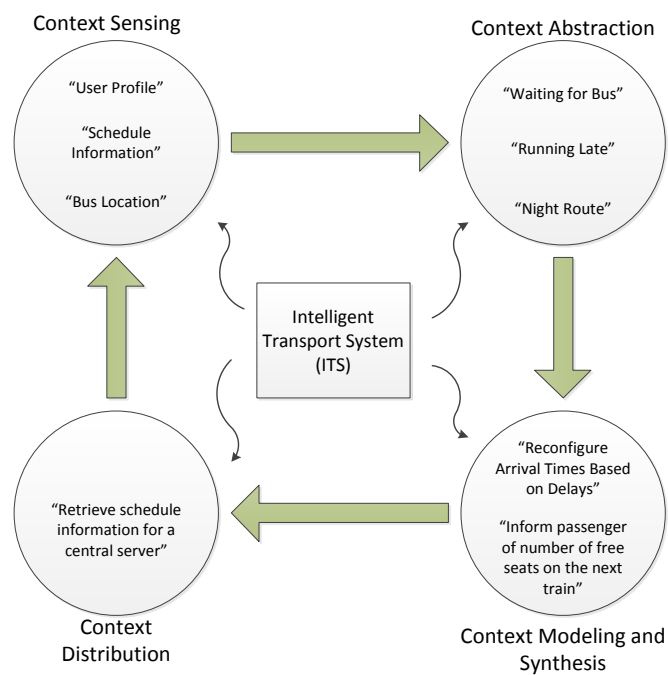 Context Sensing
“User Profile”
“Schedule
Information”
“Bus Location”
Context Abstraction
“Waiting for Bus”
“Running Late”
“Night Route”
Intelligent
Transport System
(ITS)
“Retrieve schedule
information for a
central server”
Context
Distribution
“Reconfigure
Arrival Times Based
on Delays”
“Inform passenger
of number of free
seats on the next
train”
Context Modeling and
Synthesis